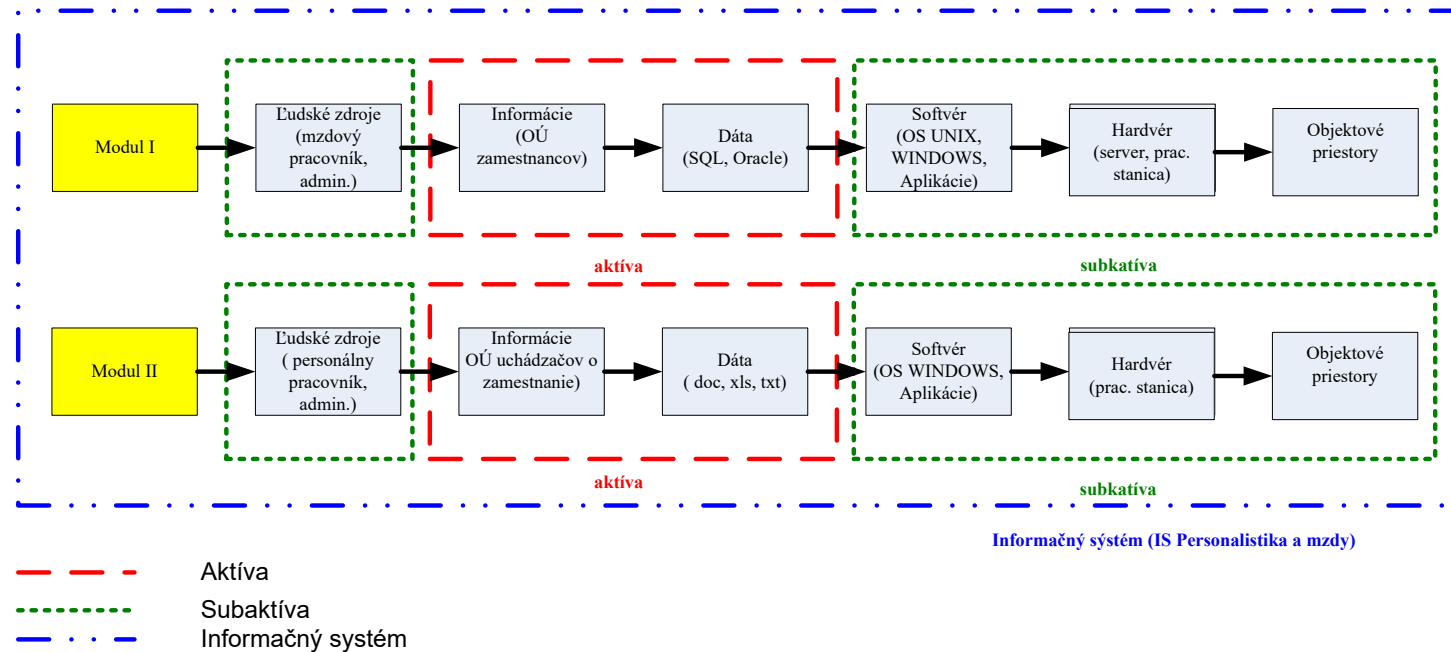 Modul I
Ľudské zdroje
(mzdový
pracovník,
admin.)
Informácie
(OÚ
zamestnancov)
Dáta
(SQL, Oracle)
Softvér
(OS UNIX,
WINDOWS,
Aplikácie)
Hardvér
(server, prac.
stanica)
Objektové
priestory
aktíva
subkatíva
Modul II
Ľudské zdroje
( personálny
pracovník,
admin.)
Informácie
OÚ uchádzačov o
zamestnanie)
Dáta
( doc, xls, txt)
Softvér
(OS WINDOWS,
Aplikácie)
Hardvér
(prac. stanica)
Objektové
priestory
aktíva
subkatíva
Informačný sýstém (IS Personalistika a mzdy)
Aktíva
Subaktíva
Informačný systém